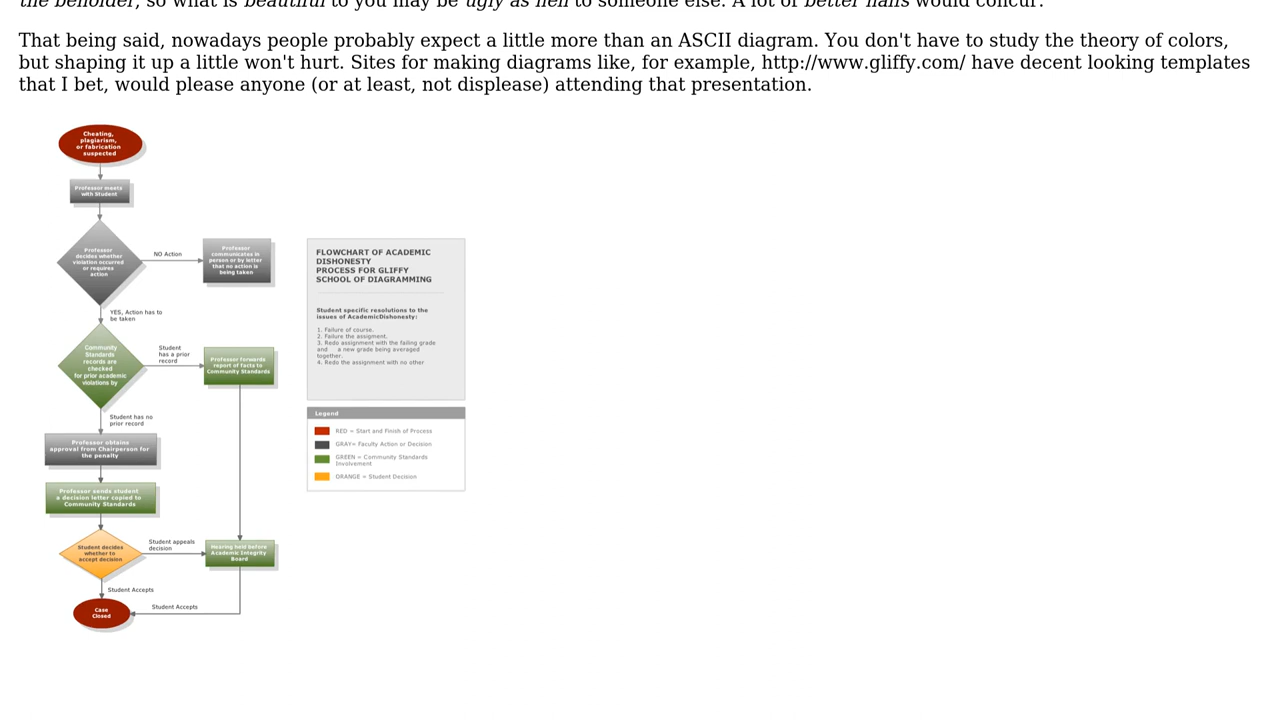 the beholder, so what is beautiful to you may be ugly as hell to someone else. A lot of better halfs would concur.
That being said, nowadays people probably expect a little more than an ASCII diagram. You don't have to study the theory of colors,
but shaping it up a little won't hurt. Sites for making diagrams like, for example, http://www.gliffy.com/ have decent looking templates
that I bet, would please anyone (or at least, not displease) attending that presentation.
Cheating,
plagiarism,
or fabrication
suspected
Professor meets
with Student
Professor
decides whether
violation occurred
or requires
action
NO Action
Professor
communicates in
person or by letter
that no action is
being taken
YES, Action has to
be taken
Community
Standards
records are
checked
for prior academic
violations by
Student
has a prior
record
Professor forwards
report of facts to
Community Standards
Student has no
prior record
Professor obtains
approval from Chairperson for
the penalty
Professor sends student
a decision letter copied to
Community Standards
Student decides
whether to
accept decision
Student appeals
decision
Hearing held before
Academic Integrity
Board
Student Accepts
Case
Closed
Student Accepts
FLOWCHART OF ACADEMIC
DISHONESTY
PROCESS FOR GLIFFY
SCHOOL OF DIAGRAMMING
Student specific resolutions to the
issues of AcademicDishonesty:
1. Failure of course.
2. Failure the assigment.
3. Redo assignment with the failing grade
and a new grade being averaged
together.
4. Redo the assignment with no other
Legend
RED = Start and Finish of Process
GRAY= Faculty Action or Decision
GREEN = Community Standards
Involvement
ORANGE = Student Decision